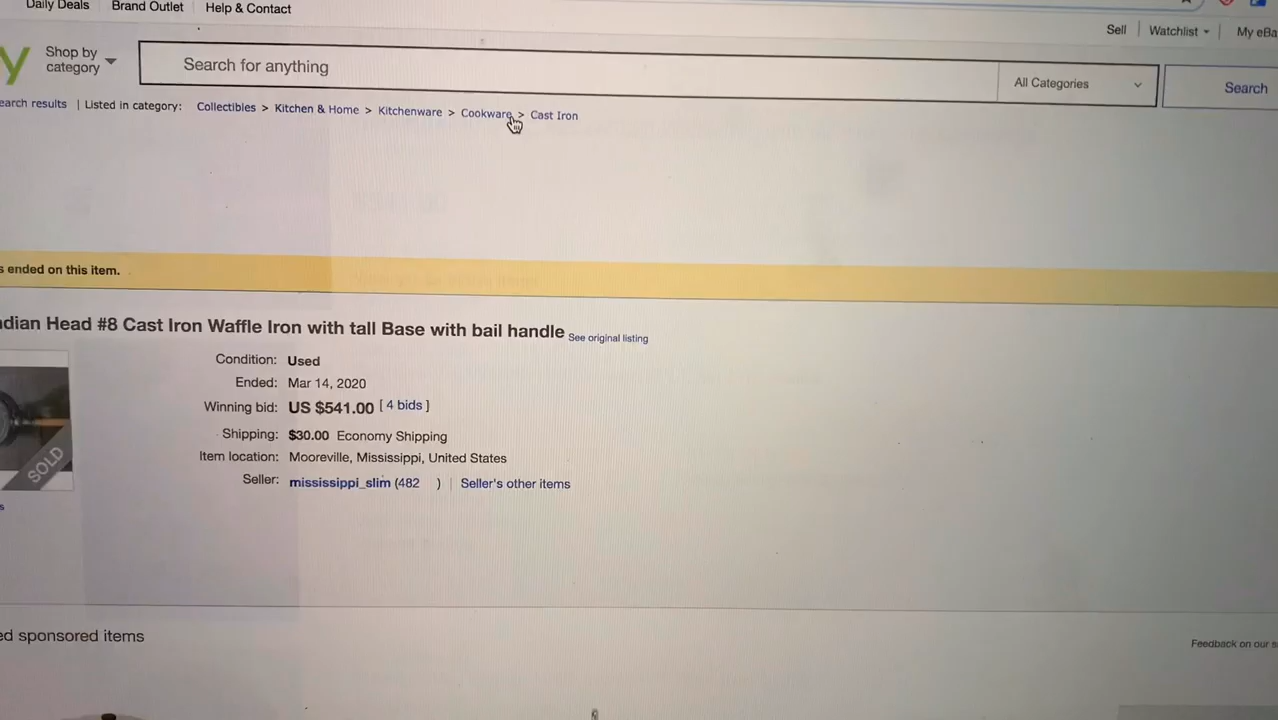 Daily Deals Brand Outlet Help & Contact
Sell Watchlist My eBa
y Shop by category Search for anything All Categories Search
earch results | Listed in category: Collectibles > Kitchen & Home > Kitchenware > Cookware > Cast Iron
s ended on this item.
dian Head #8 Cast Iron Waffle Iron with tall Base with bail handle See original listing
Condition: Used
Ended: Mar 14, 2020
Winning bid: US $541.00 [ 4 bids ]
Shipping: $30.00 Economy Shipping
Item location: Mooreville, Mississippi, United States
SOLD
Seller: mississippi_slim (482 ) | Seller's other items
s
ed sponsored items
Feedback on our s